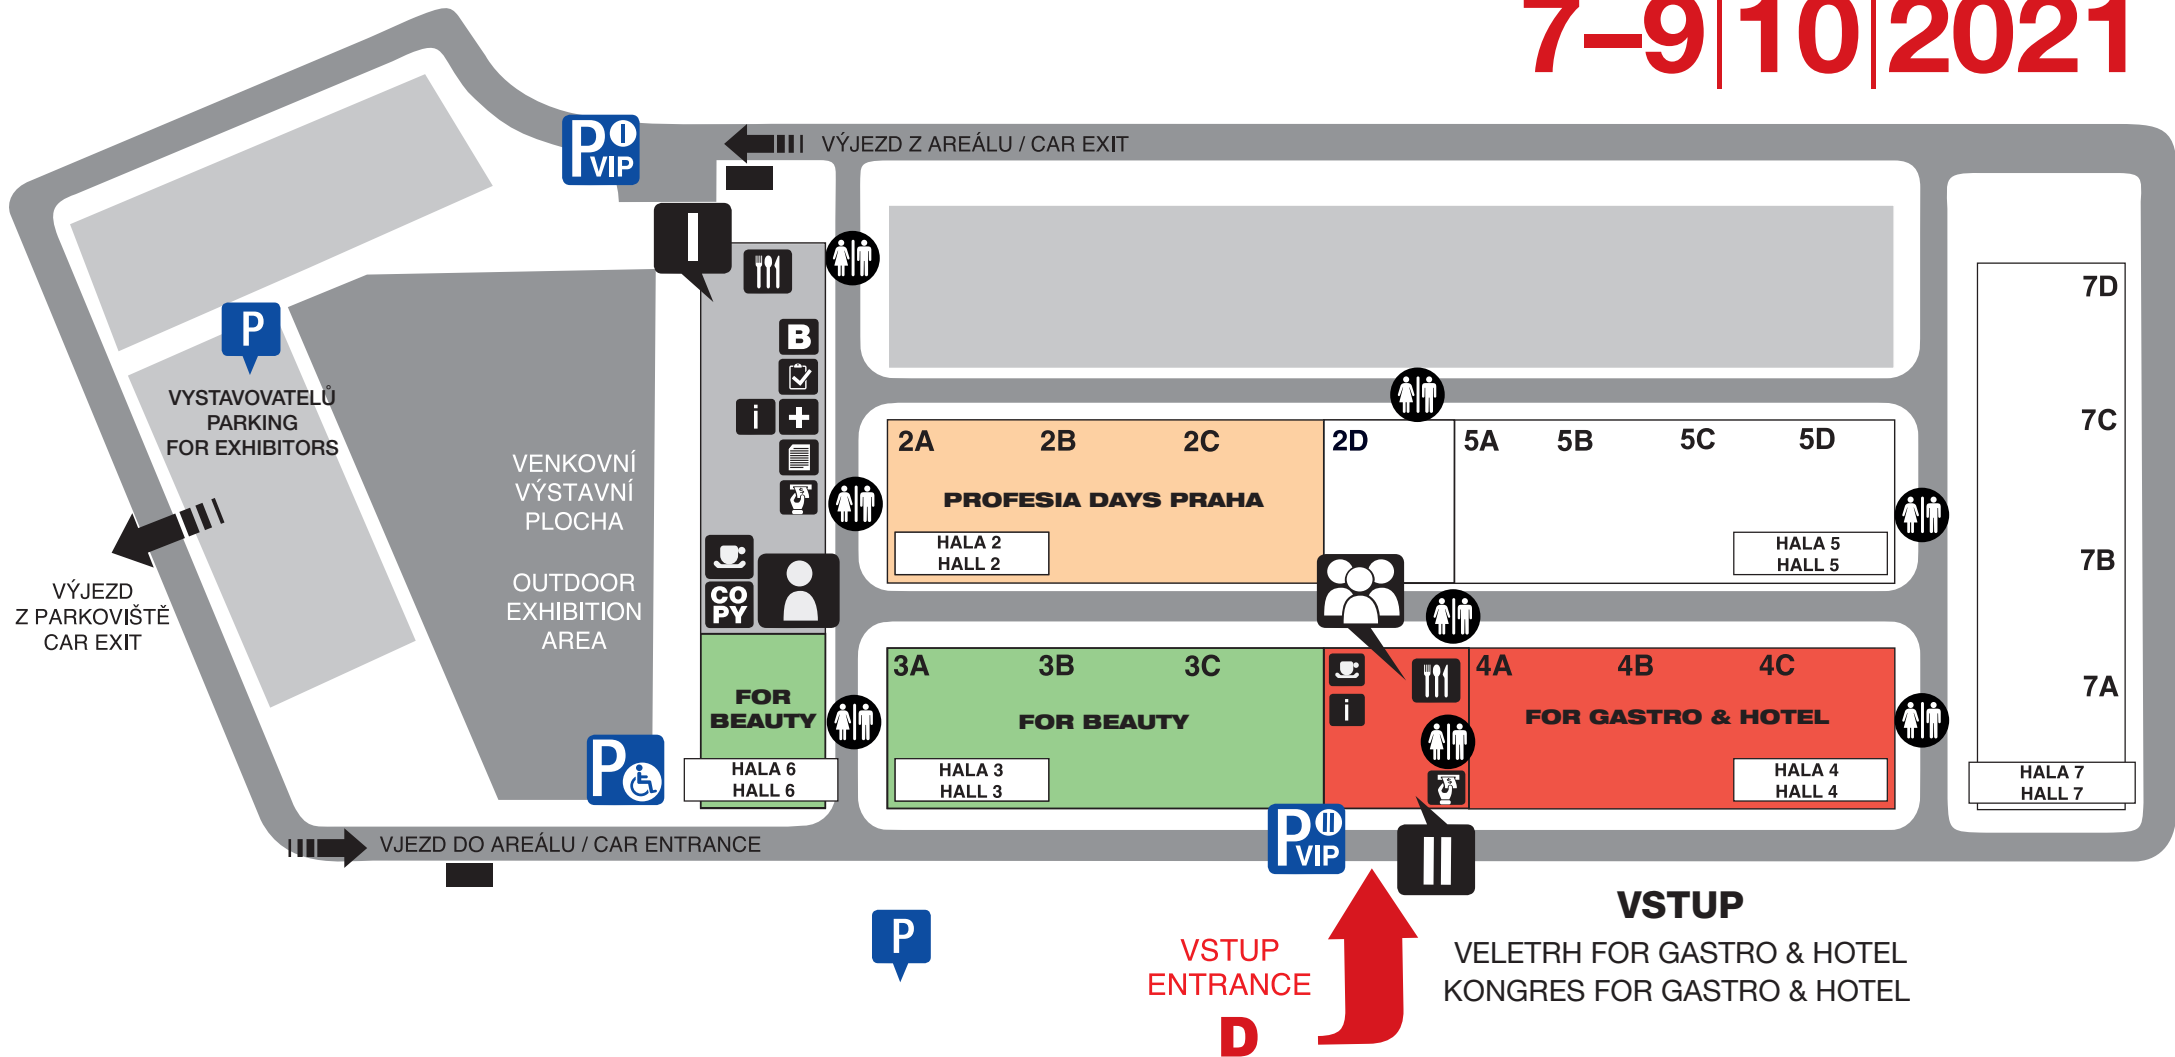 7–9|10|2021
P I
VIP
VÝJEZD Z AREÁLU / CAR EXIT
I
P
VYSTAVOVATELŮ
PARKING
FOR EXHIBITORS
VENKOVNÍ
VÝSTAVNÍ
PLOCHA
OUTDOOR
EXHIBITION
AREA
VÝJEZD
Z PARKOVIŠTĚ
CAR EXIT
B
i
CO
PY
FOR
BEAUTY
HALA 6
HALL 6
2A 2B 2C 2D 5A 5B 5C 5D
PROFESIA DAYS PRAHA
HALA 2
HALL 2
HALA 5
HALL 5
3A 3B 3C 4A 4B 4C
i
FOR BEAUTY
FOR GASTRO & HOTEL
HALA 3
HALL 3
HALA 4
HALL 4
7D
7C
7B
7A
HALA 7
HALL 7
P
VJEZD DO AREÁLU / CAR ENTRANCE
P II
VIP
II
P
VSTUP
ENTRANCE
D
VSTUP
VELETRH FOR GASTRO & HOTEL
KONGRES FOR GASTRO & HOTEL